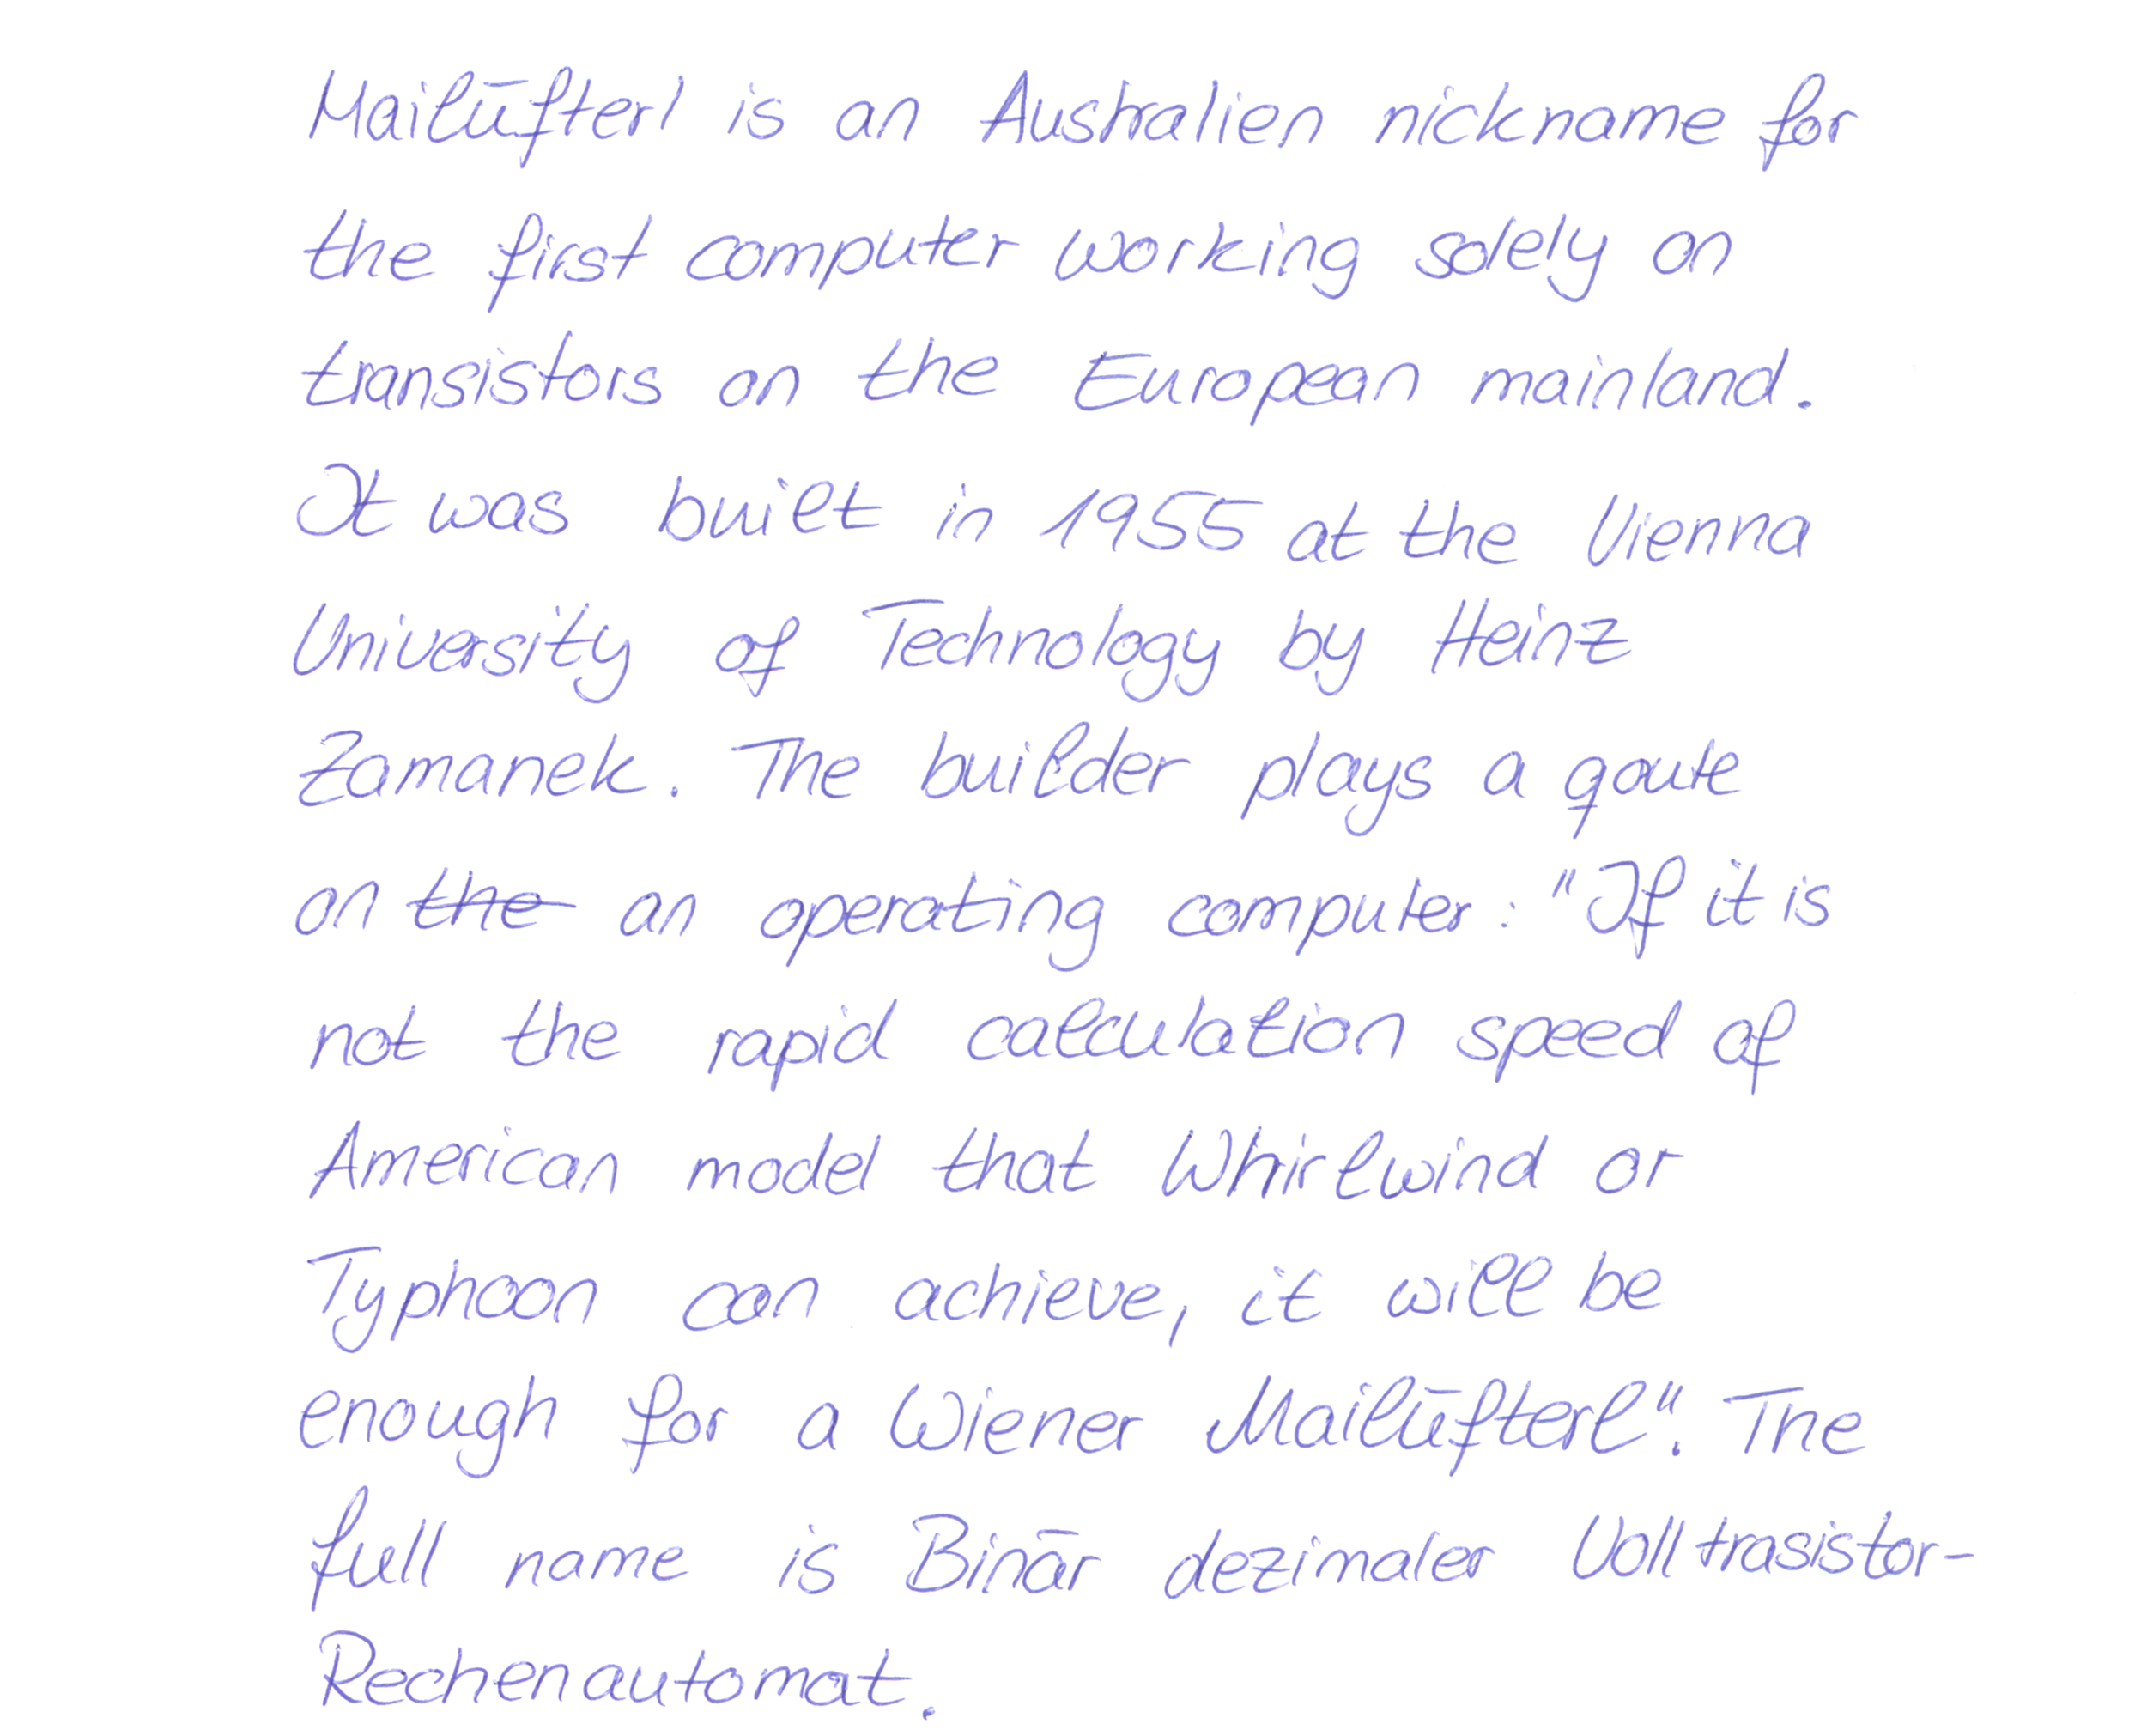 Mailüfterl is an Australien nickname for
the first computer working solely on
transistors on the European mainland.
It was built in 1955 at the Vienna
University of Technology by Heinz
Zamanek. The builder plays a qoute
on ~~the~~ an operating computer: "If it is
not the rapid calculation speed of
American model that Whirlwind or
Typhoon can achieve, it will be
enough for a Wiener Mailüfterl". The
full name is Binär dezimaler Volltrasistor-
Rechenautomat.